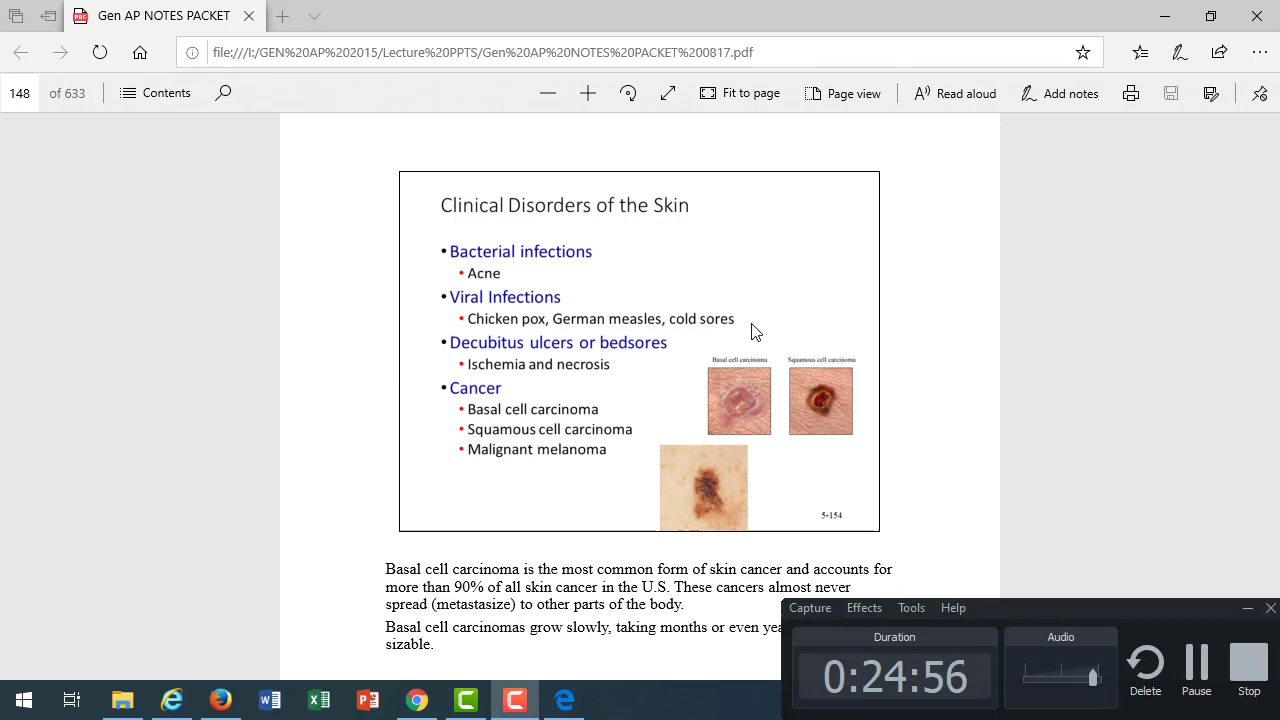 Gen AP NOTES PACKET
file:///I:/GEN%20AP%202015/Lecture%20PPTS/Gen%20AP%20NOTES%20PACKET%200817.pdf
148 of 633 Contents Fit to page Page view Read aloud Add notes
Clinical Disorders of the Skin
• Bacterial infections
• Acne
• Viral Infections
• Chicken pox, German measles, cold sores
• Decubitus ulcers or bedsores
• Ischemia and necrosis
• Cancer
Basal cell carcinoma Squamous cell carcinoma
• Basal cell carcinoma
• Squamous cell carcinoma
• Malignant melanoma
5-154
Basal cell carcinoma is the most common form of skin cancer and accounts for
more than 90% of all skin cancer in the U.S. These cancers almost never
spread (metastasize) to other parts of the body.
Basal cell carcinomas grow slowly, taking months or even
sizable.
Capture Effects Tools Help
Duration Audio
0:24:56
Delete Pause Stop